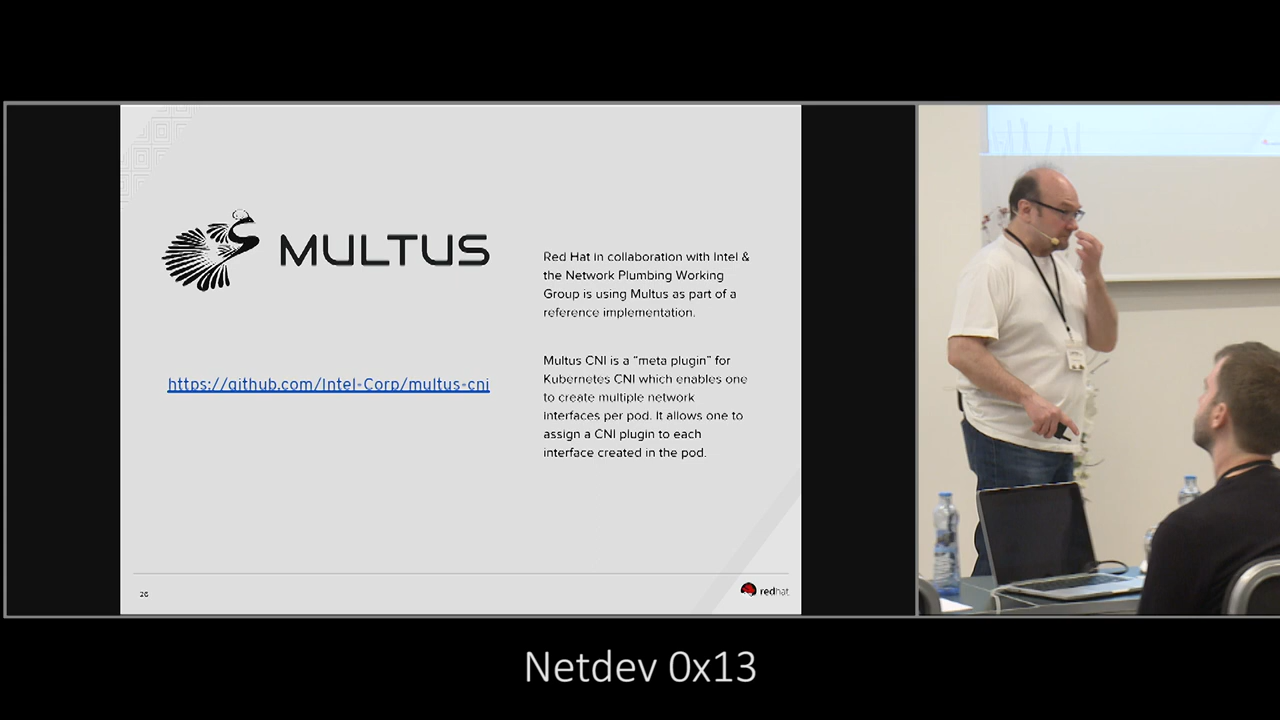 MULTUS
https://github.com/Intel-Corp/multus-cni
Red Hat in collaboration with Intel &
the Network Plumbing Working
Group is using Multus as part of a
reference implementation.
Multus CNI is a "meta plugin" for
Kubernetes CNI which enables one
to create multiple network
interfaces per pod. It allows one to
assign a CNI plugin to each
interface created in the pod.
26
redhat
Netdev 0x13